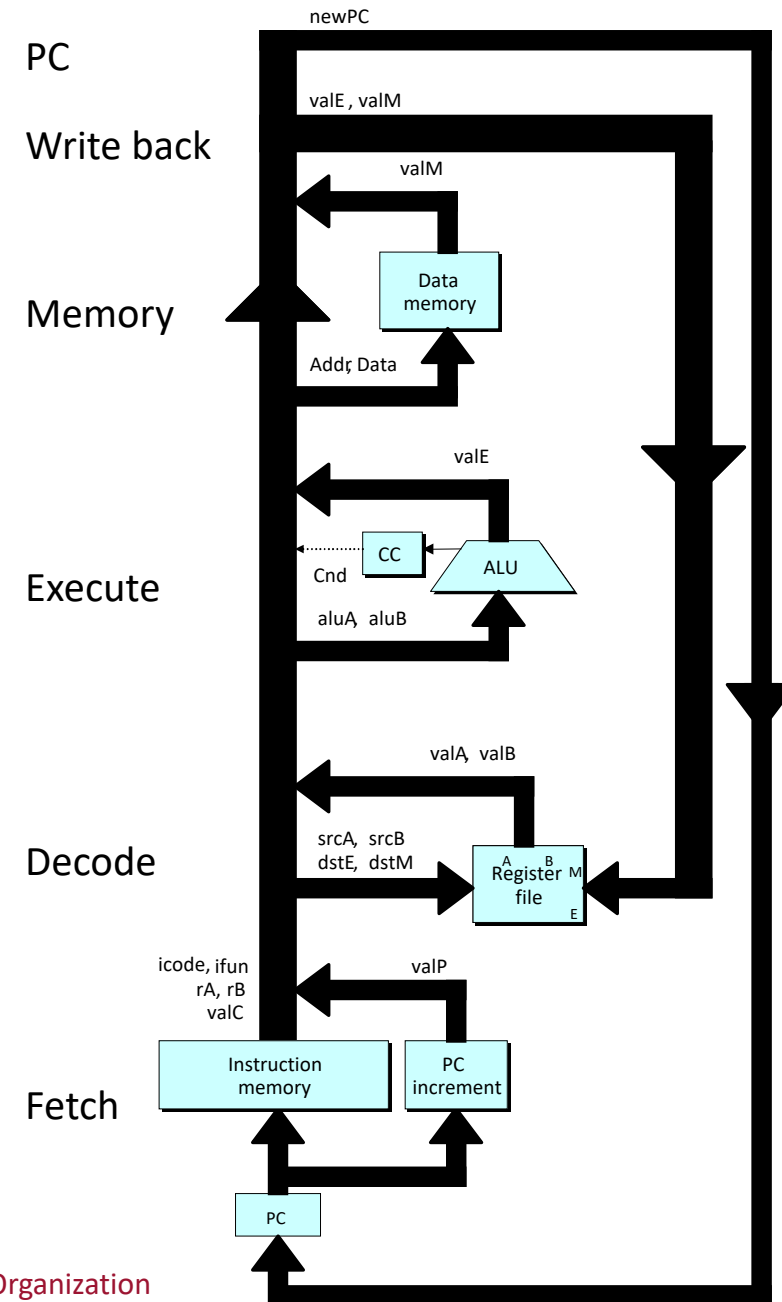 newPC
PC
valE , valM
Write back
valM
Data
memory
Memory
Addr, Data
valE
CC
ALU
Cnd
Execute
aluA, aluB
valA, valB
srcA, srcB
dstE, dstM
Decode
A B
Register M
file
E
icode, ifun
rA, rB
valC
valP
Instruction
memory
PC
increment
Fetch
PC
Organization